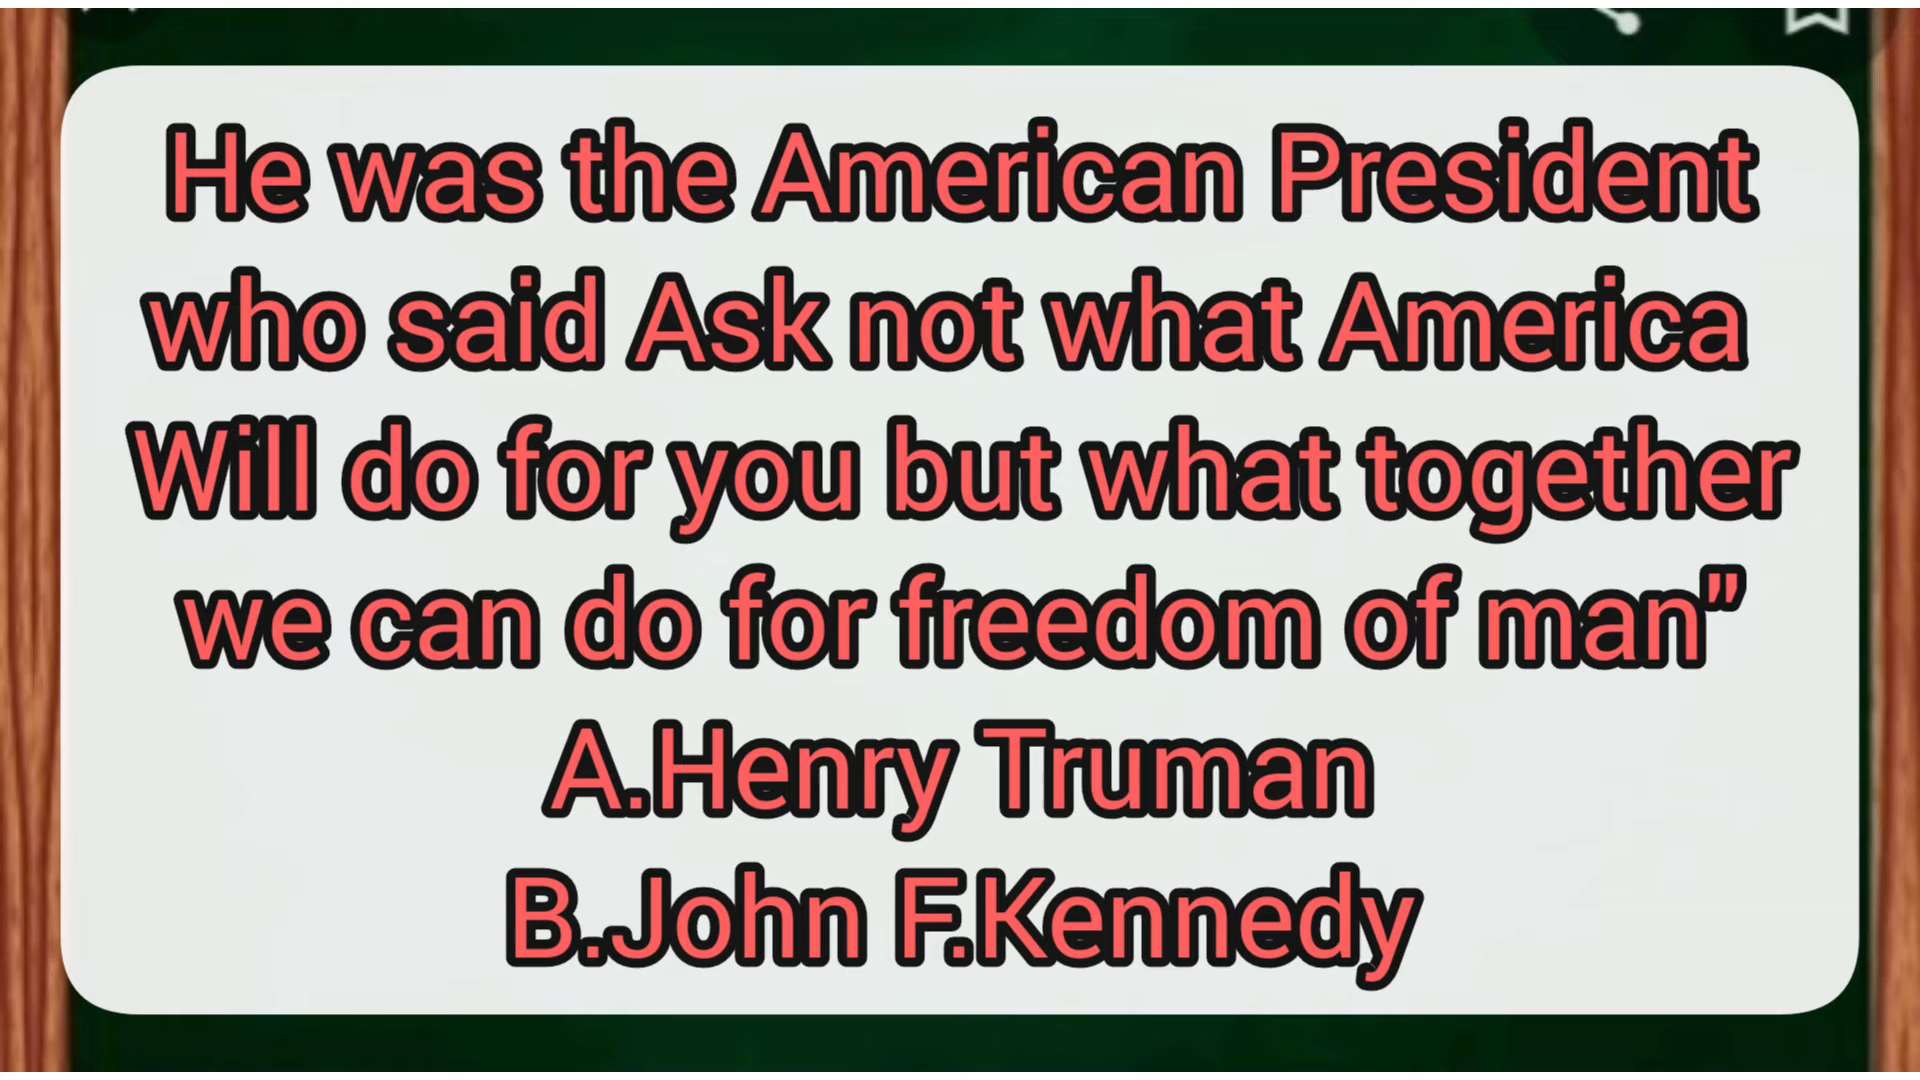 He was the American President
who said Ask not what America
Will do for you but what together
we can do for freedom of man"
A.Henry Truman
B.John F.Kennedy